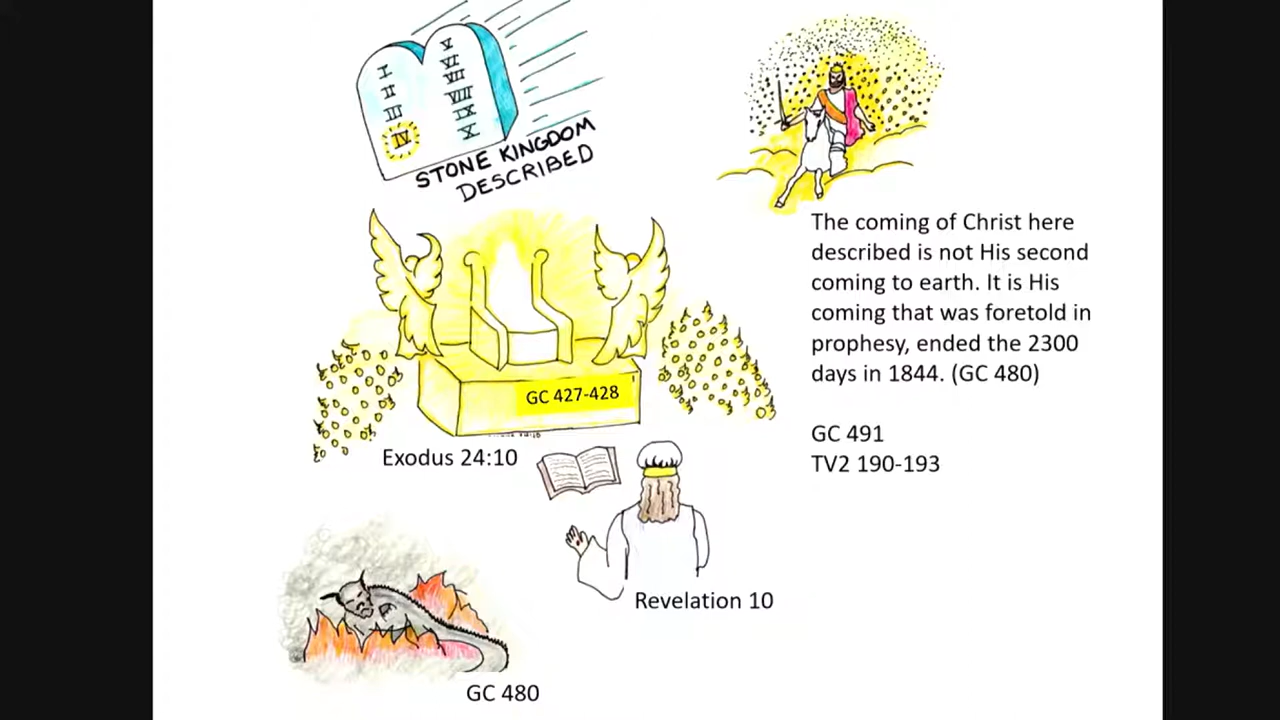 I
II
III
IV
V
VI
VII
VIII
IX
X
STONE KINGDOM
DESCRIBED
The coming of Christ here
described is not His second
coming to earth. It is His
coming that was foretold in
prophesy, ended the 2300
days in 1844. (GC 480)
GC 491
TV2 190-193
GC 427-428
Exodus 24:10
Revelation 10
GC 480